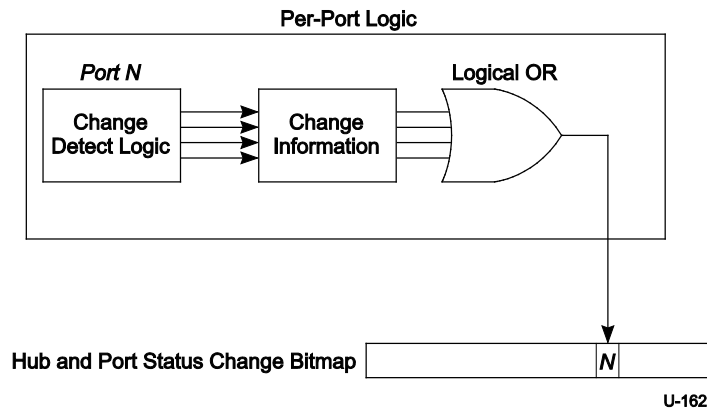 Per-Port Logic
Port N
Logical OR
Change
Detect Logic
Change
Information
Hub and Port Status Change Bitmap
N
U-162